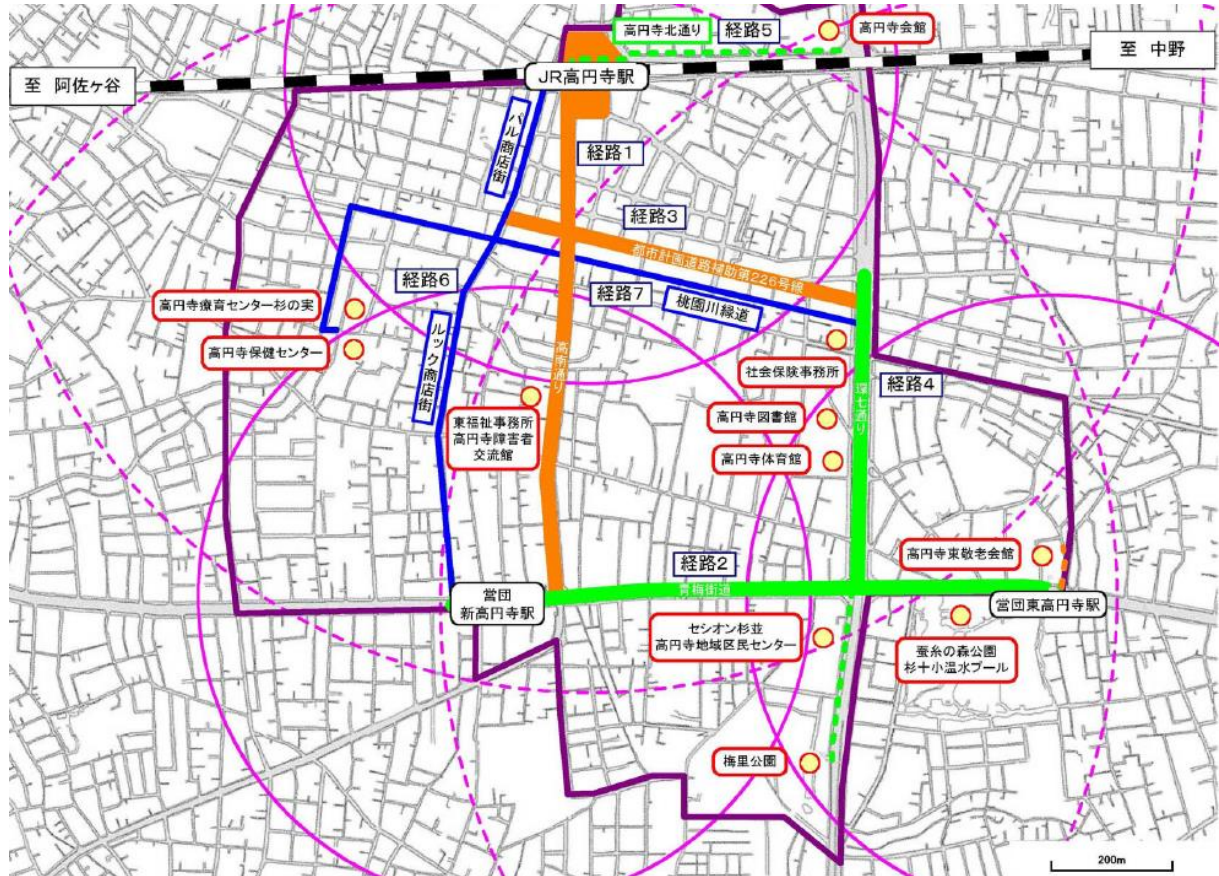 高円寺北通り
経路5
高円寺会館
至 阿佐ヶ谷
JR高円寺駅
至 中野
パル商店街
経路1
経路3
都市計画道路補助第226号線
経路6
経路7
桃園川緑道
高円寺療育センター杉の実
高円寺保健センター
ルック商店街
高南通り
社会保険事務所
経路4
環七通り
東福祉事務所
高円寺障害者
交流館
高円寺図書館
高円寺体育館
経路2
青梅街道
高円寺東敬老会館
営団
新高円寺駅
営団東高円寺駅
セシオン杉並
高円寺地域区民センター
蚕糸の森公園
杉十小温水プール
梅里公園
200m